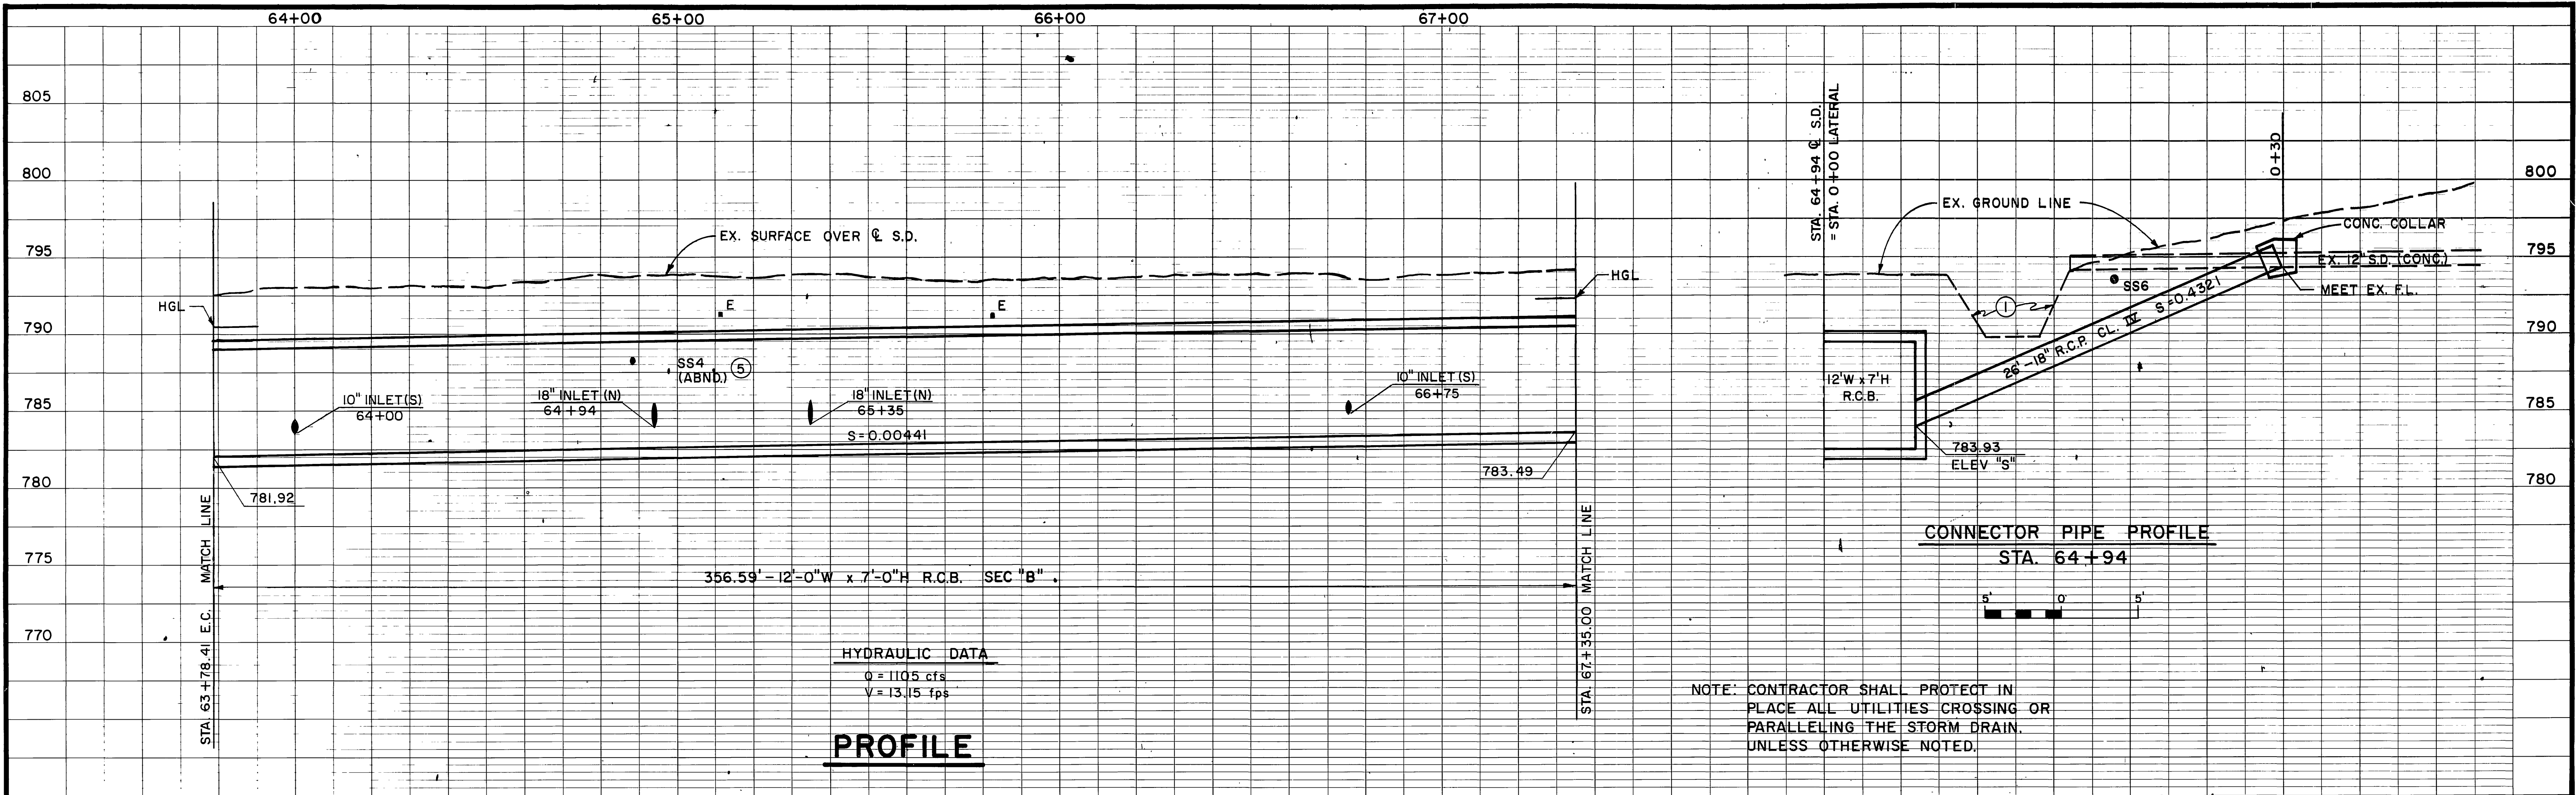 64+00 65+00 66+00 67+00
805
800
795
790
785
780
775
770
800
795
790
785
780
EX. SURFACE OVER ℄ S.D.
HGL
HGL
E
E
SS4
(ABND.) 5
10" INLET (S)
64+00
18" INLET (N)
64+94
18" INLET (N)
65+35
10" INLET (S)
66+75
S=0.00441
781.92
783.49
STA. 63+78.41 E.C. MATCH LINE
356.59'-12'-0"W x 7'-0"H R.C.B. SEC "B"
STA. 67+35.00 MATCH LINE
HYDRAULIC DATA
Q = 1105 cfs
V = 13.15 fps
PROFILE
STA. 64+94 ℄ S.D.
= STA. 0+00 LATERAL
0+30
EX. GROUND LINE
CONC. COLLAR
EX. 12" S.D. (CONC.)
SS6
MEET EX. F.L.
1
26'-18" R.C.P. CL. IV S=0.4321
12'W x 7'H
R.C.B.
783.93
ELEV "S"
CONNECTOR PIPE PROFILE
STA. 64+94
5' 0 5'
NOTE: CONTRACTOR SHALL PROTECT IN
PLACE ALL UTILITIES CROSSING OR
PARALLELING THE STORM DRAIN.
UNLESS OTHERWISE NOTED.